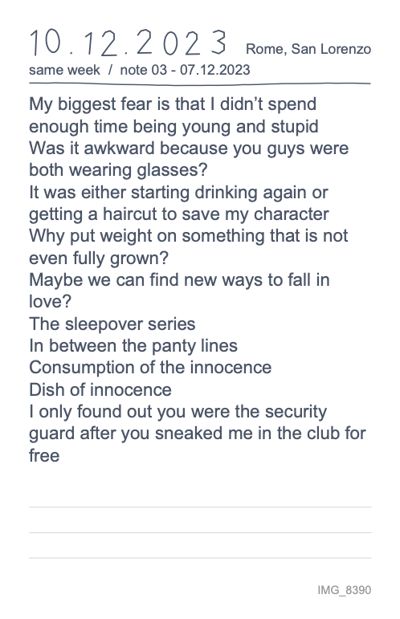 10.12.2023 Rome, San Lorenzo
same week / note 03 - 07.12.2023
My biggest fear is that I didn’t spend
enough time being young and stupid
Was it awkward because you guys were
both wearing glasses?
It was either starting drinking again or
getting a haircut to save my character
Why put weight on something that is not
even fully grown?
Maybe we can find new ways to fall in
love?
The sleepover series
In between the panty lines
Consumption of the innocence
Dish of innocence
I only found out you were the security
guard after you sneaked me in the club for
free
IMG_8390